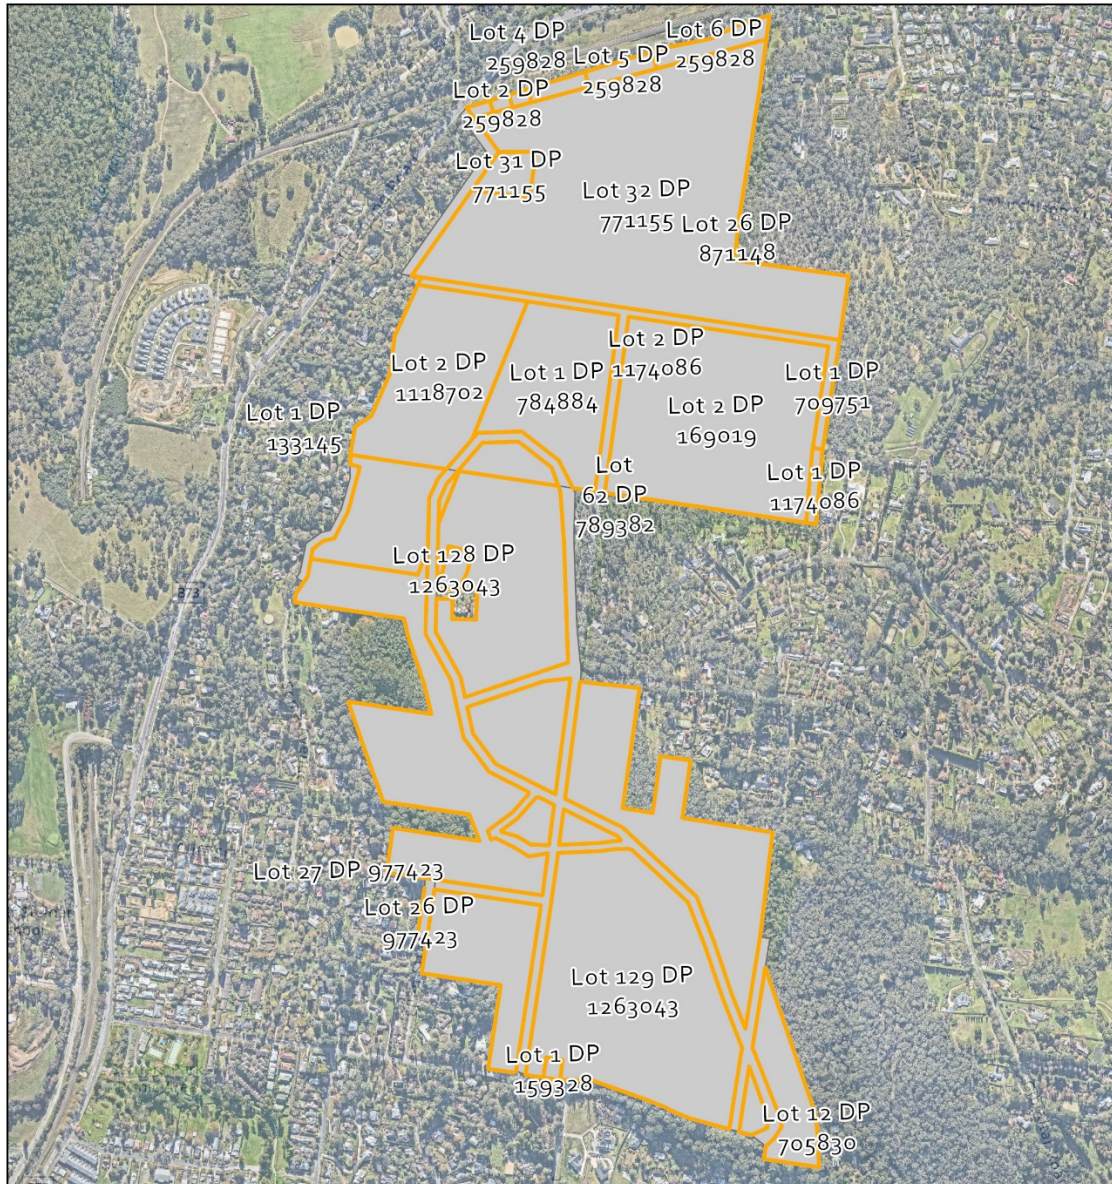 Lot 4 DP
259828
Lot 6 DP
259828
Lot 5 DP
259828
Lot 2 DP
259828
Lot 31 DP
771155
Lot 32 DP
771155
Lot 26 DP
871148
Lot 2 DP
1118702
Lot 1 DP
784884
Lot 2 DP
1174086
Lot 2 DP
169019
Lot 1 DP
709751
Lot 1 DP
133145
Lot
62 DP
789382
Lot 1 DP
1174086
Lot 128 DP
1263043
B73
Lot 27 DP 977423
Lot 26 DP
977423
Lot 129 DP
1263043
Lot 1 DP
159328
Lot 12 DP
705830